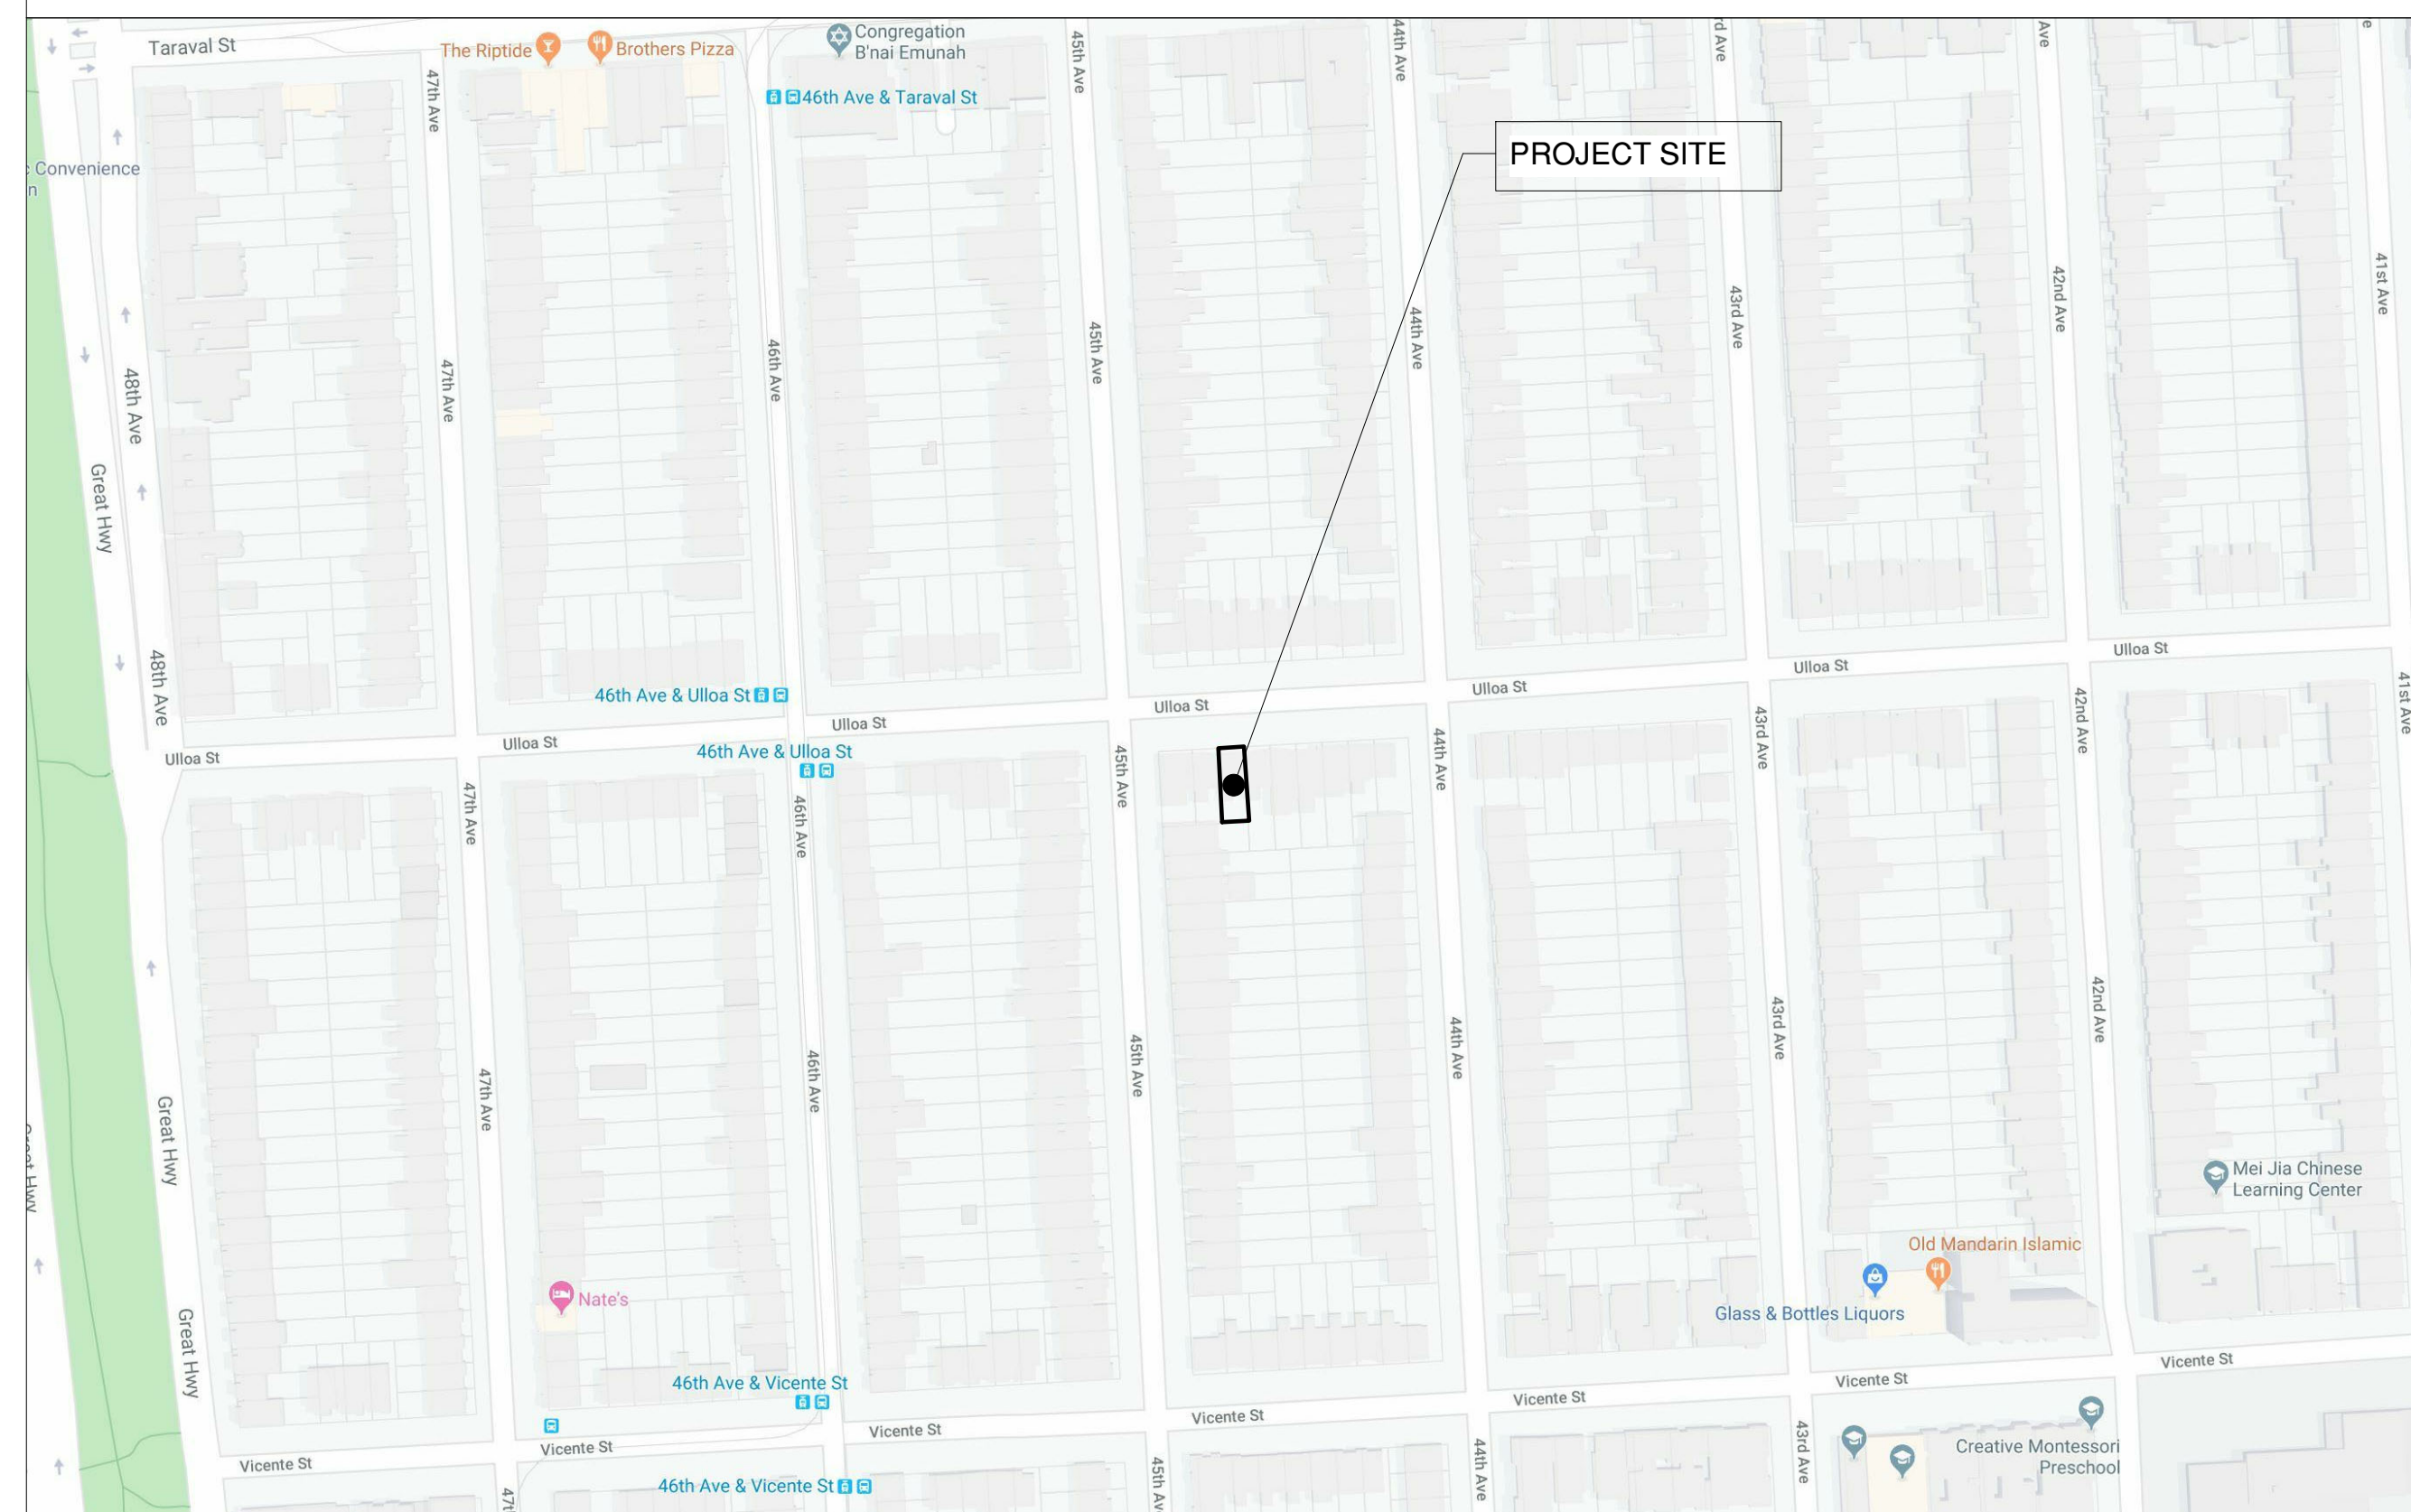 Taraval St
The Riptide
Brothers Pizza
Congregation
B'nai Emunah
45th Ave
44th Ave
rd Ave
Ave
e
47th Ave
46th Ave & Taraval St
PROJECT SITE
Convenience
n
48th Ave
47th Ave
46th Ave
45th Ave
44th Ave
43rd Ave
42nd Ave
41st Ave
Great Hwy
48th Ave
46th Ave & Ulloa St
Ulloa St
Ulloa St
Ulloa St
Ulloa St
Ulloa St
Ulloa St
Ulloa St
46th Ave & Ulloa St
47th Ave
46th Ave
45th Ave
44th Ave
43rd Ave
42nd Ave
41st Ave
47th Ave
46th Ave
45th Ave
44th Ave
43rd Ave
42nd Ave
Great Hwy
Great Hwy
Mei Jia Chinese
Learning Center
Old Mandarin Islamic
Glass & Bottles Liquors
Nate's
Great Hwy
46th Ave & Vicente St
Vicente St
Vicente St
Vicente St
Vicente St
Vicente St
Vicente St
Vicente St
46th Ave & Vicente St
47t
45th Av
44th Ave
43rd Ave
Creative Montessori
Preschool